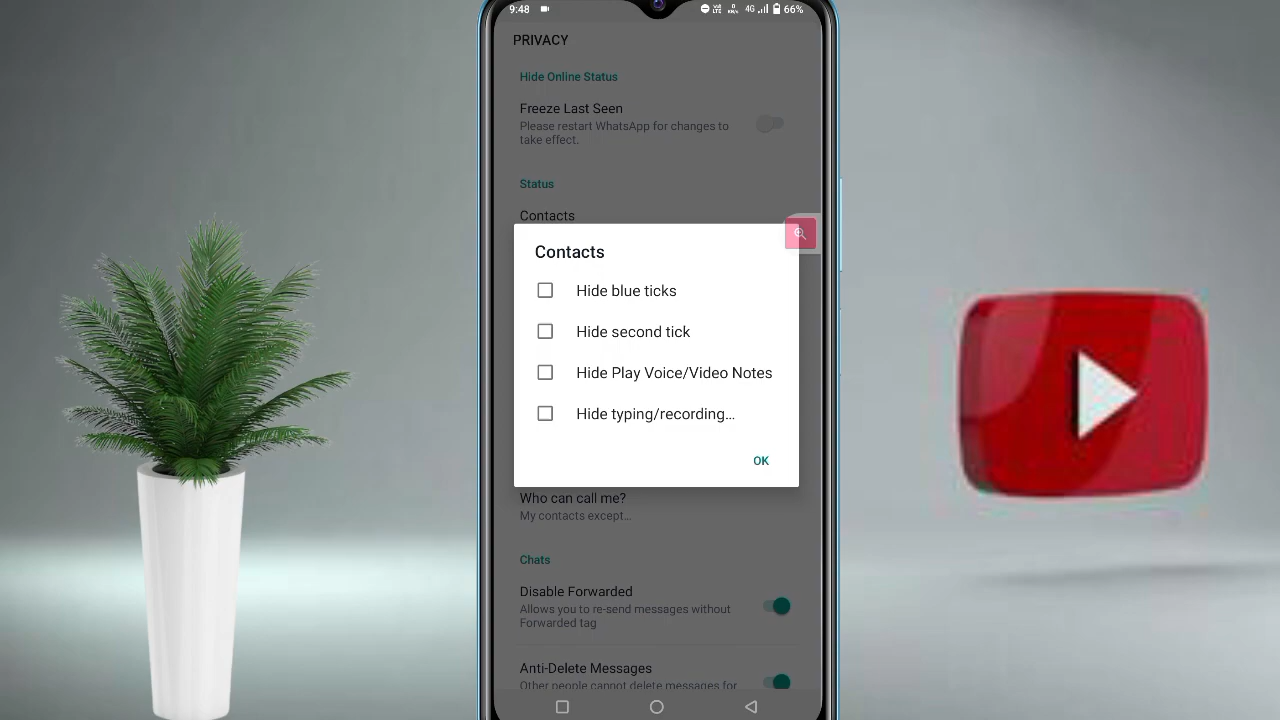 9:48
4G 66%
PRIVACY
Hide Online Status
Freeze Last Seen
Please restart WhatsApp for changes to
take effect.
Status
Contacts
Contacts
Hide blue ticks
Hide second tick
Hide Play Voice/Video Notes
Hide typing/recording...
OK
Who can call me?
My contacts except...
Chats
Disable Forwarded
Allows you to re-send messages without
Forwarded tag
Anti-Delete Messages
Other people cannot delete messages for